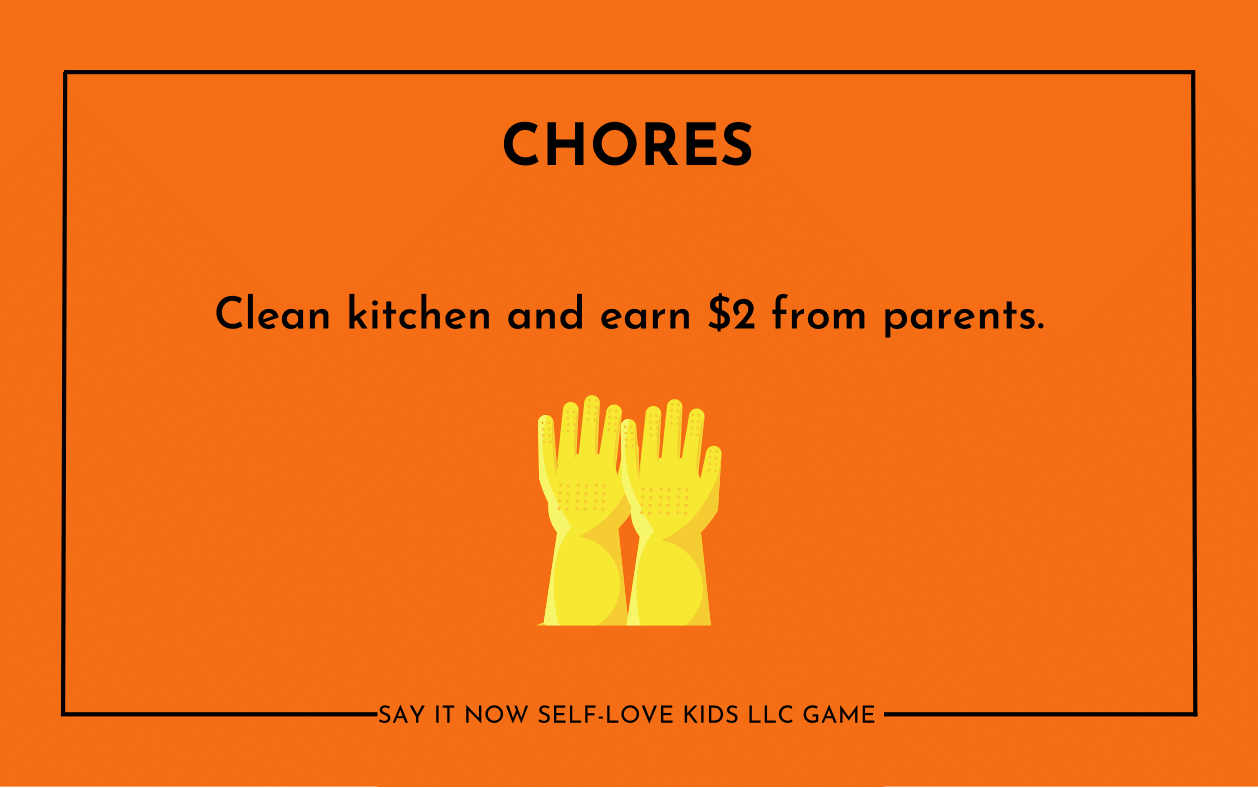 CHORES
Clean kitchen and earn $2 from parents.
SAY IT NOW SELF-LOVE KIDS LLC GAME